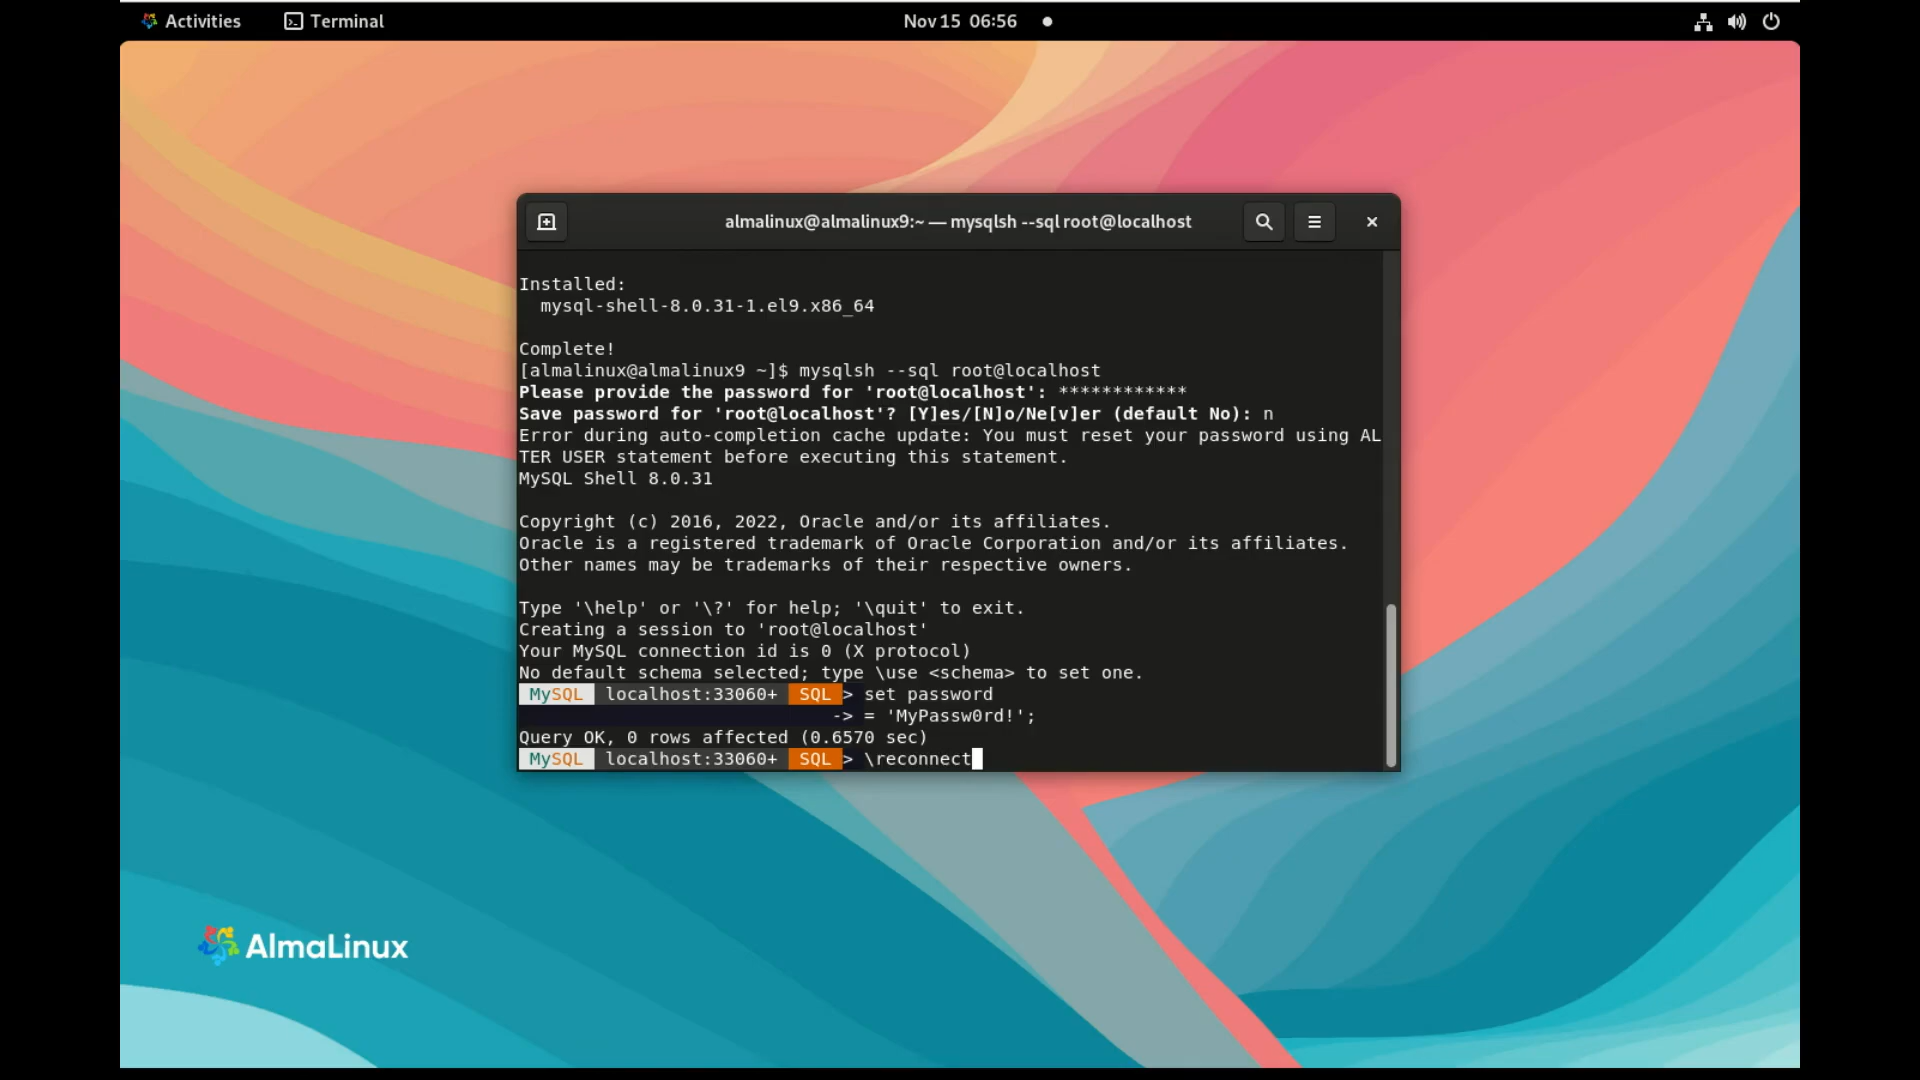 Activities
Terminal
Nov 15 06:56
almalinux@almalinux9:~ — mysqlsh --sql root@localhost
Installed:
mysql-shell-8.0.31-1.el9.x86_64
Complete!
[almalinux@almalinux9 ~]$ mysqlsh --sql root@localhost
Please provide the password for 'root@localhost': ************
Save password for 'root@localhost'? [Y]es/[N]o/Ne[v]er (default No): n
Error during auto-completion cache update: You must reset your password using AL
TER USER statement before executing this statement.
MySQL Shell 8.0.31
Copyright (c) 2016, 2022, Oracle and/or its affiliates.
Oracle is a registered trademark of Oracle Corporation and/or its affiliates.
Other names may be trademarks of their respective owners.
Type '\help' or '\?' for help; '\quit' to exit.
Creating a session to 'root@localhost'
Your MySQL connection id is 0 (X protocol)
No default schema selected; type \use <schema> to set one.
MySQL localhost:33060+ SQL > set password
-> = 'MyPassw0rd!';
Query OK, 0 rows affected (0.6570 sec)
MySQL localhost:33060+ SQL > \reconnect
AlmaLinux